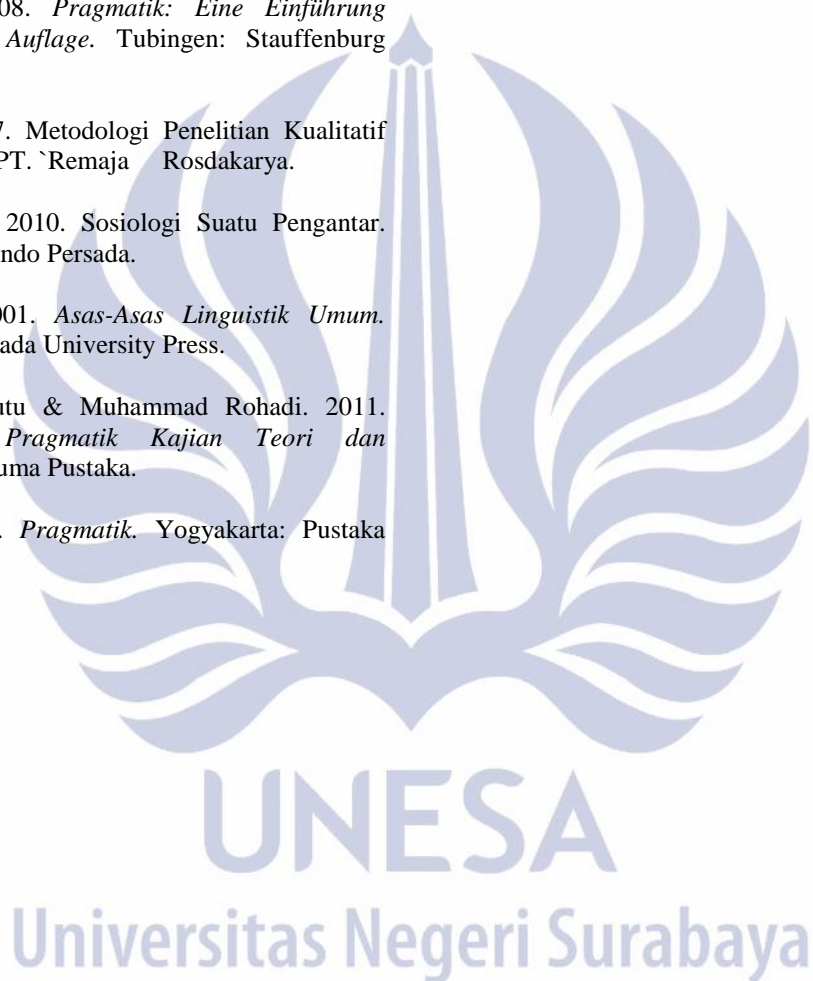 08. Pragmatik: Eine Einführung
Auflage. Tubingen: Stauffenburg
7. Metodologi Penelitian Kualitatif
PT. `Remaja Rosdakarya.
2010. Sosiologi Suatu Pengantar.
ndo Persada.
001. Asas-Asas Linguistik Umum.
ada University Press.
utu & Muhammad Rohadi. 2011.
Pragmatik Kajian Teori dan
uma Pustaka.
. Pragmatik. Yogyakarta: Pustaka
UNESA
Universitas Negeri Surabaya